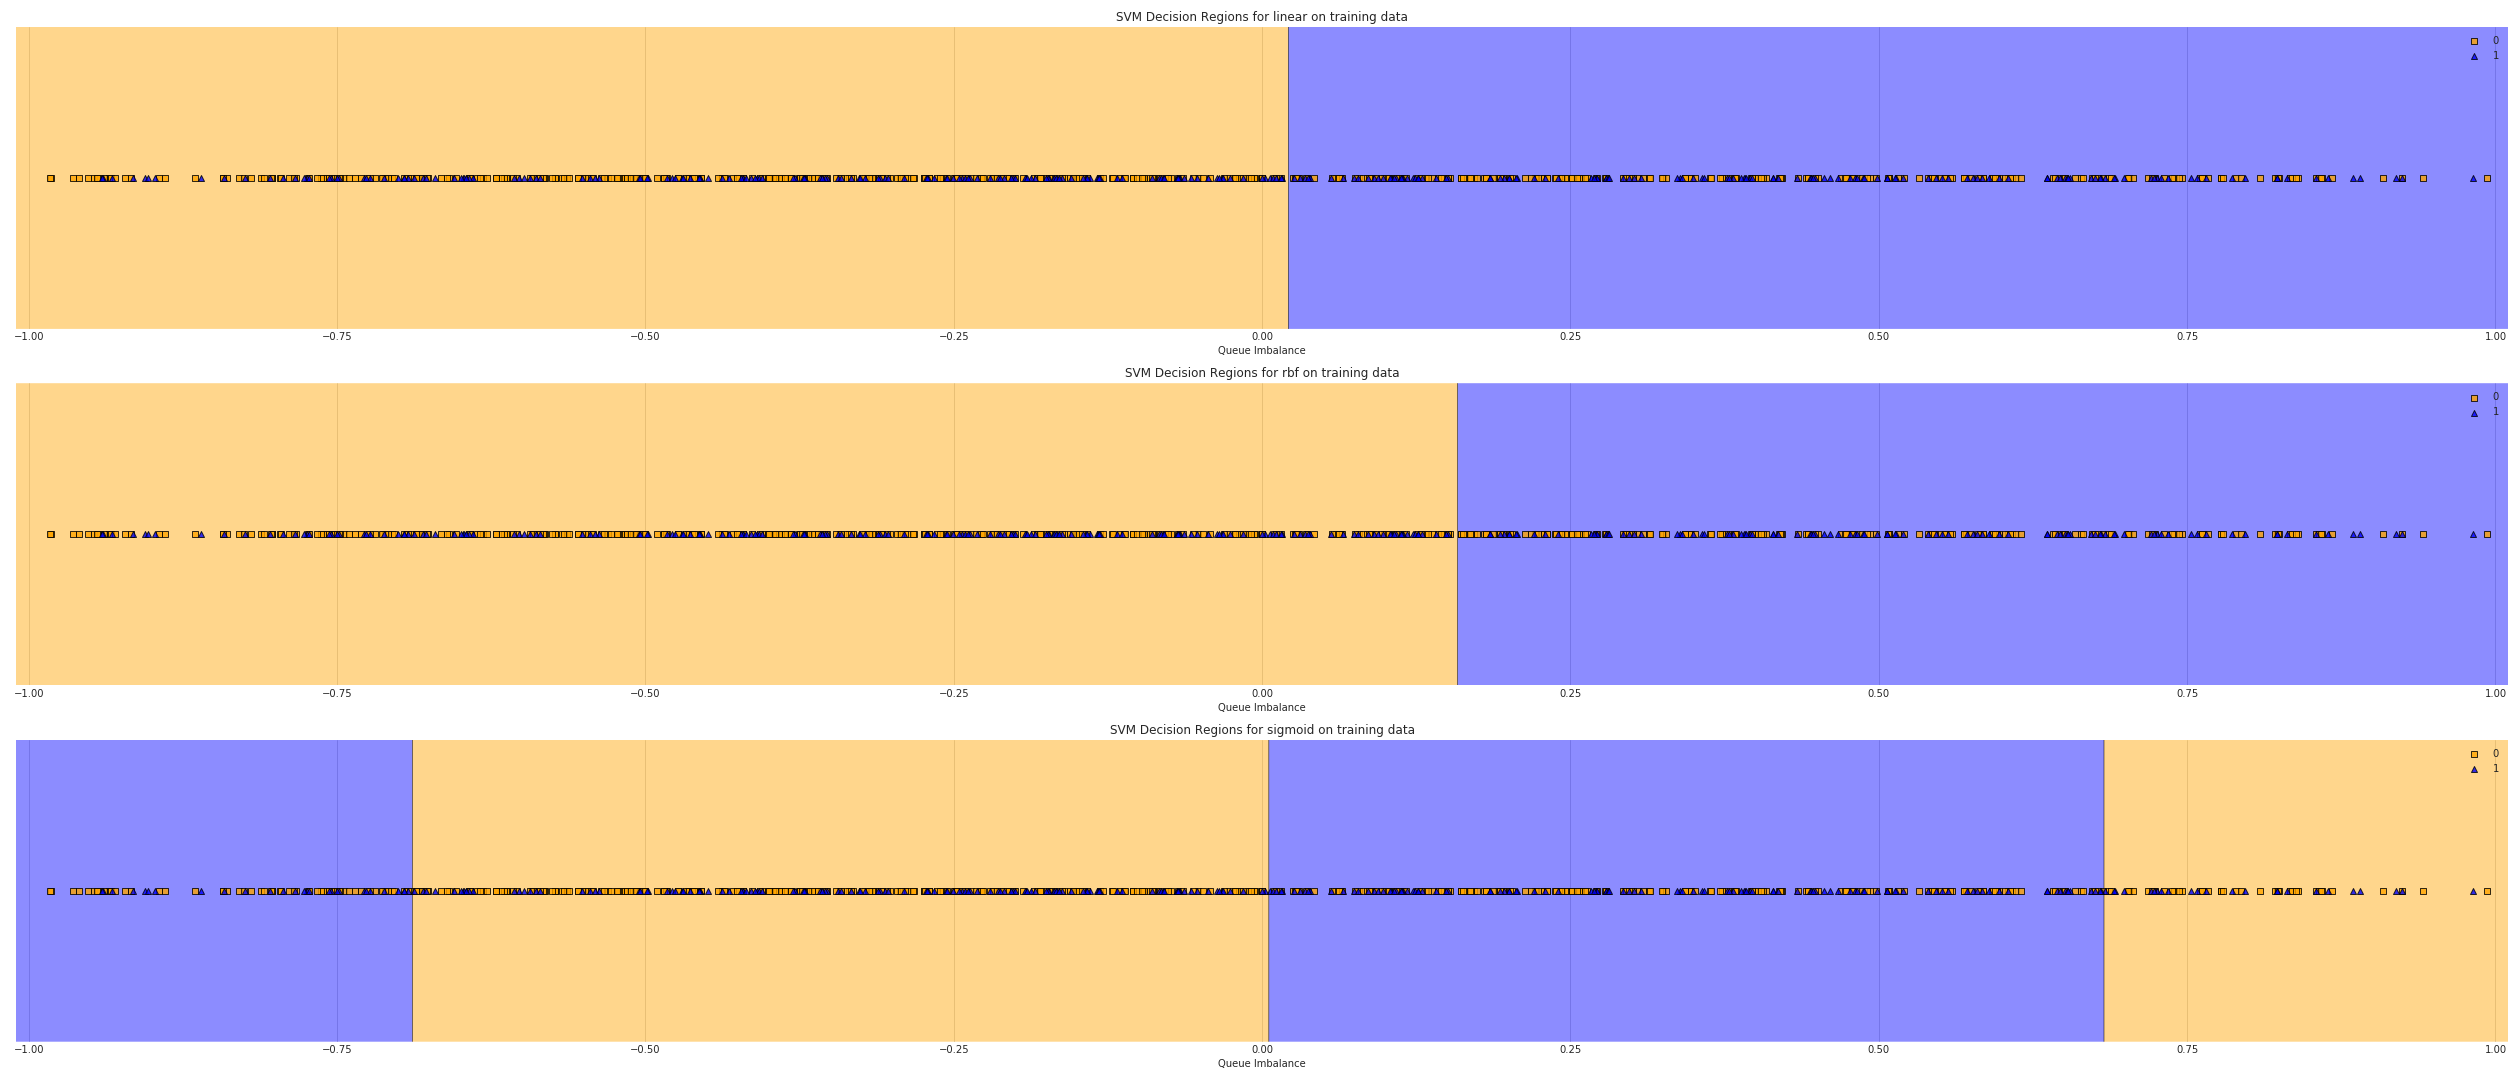 SVM Decision Regions for linear on training data
0
1
−1.00 −0.75 −0.50 −0.25 0.00 0.25 0.50 0.75 1.00
Queue Imbalance
SVM Decision Regions for rbf on training data
0
1
−1.00 −0.75 −0.50 −0.25 0.00 0.25 0.50 0.75 1.00
Queue Imbalance
SVM Decision Regions for sigmoid on training data
0
1
−1.00 −0.75 −0.50 −0.25 0.00 0.25 0.50 0.75 1.00
Queue Imbalance